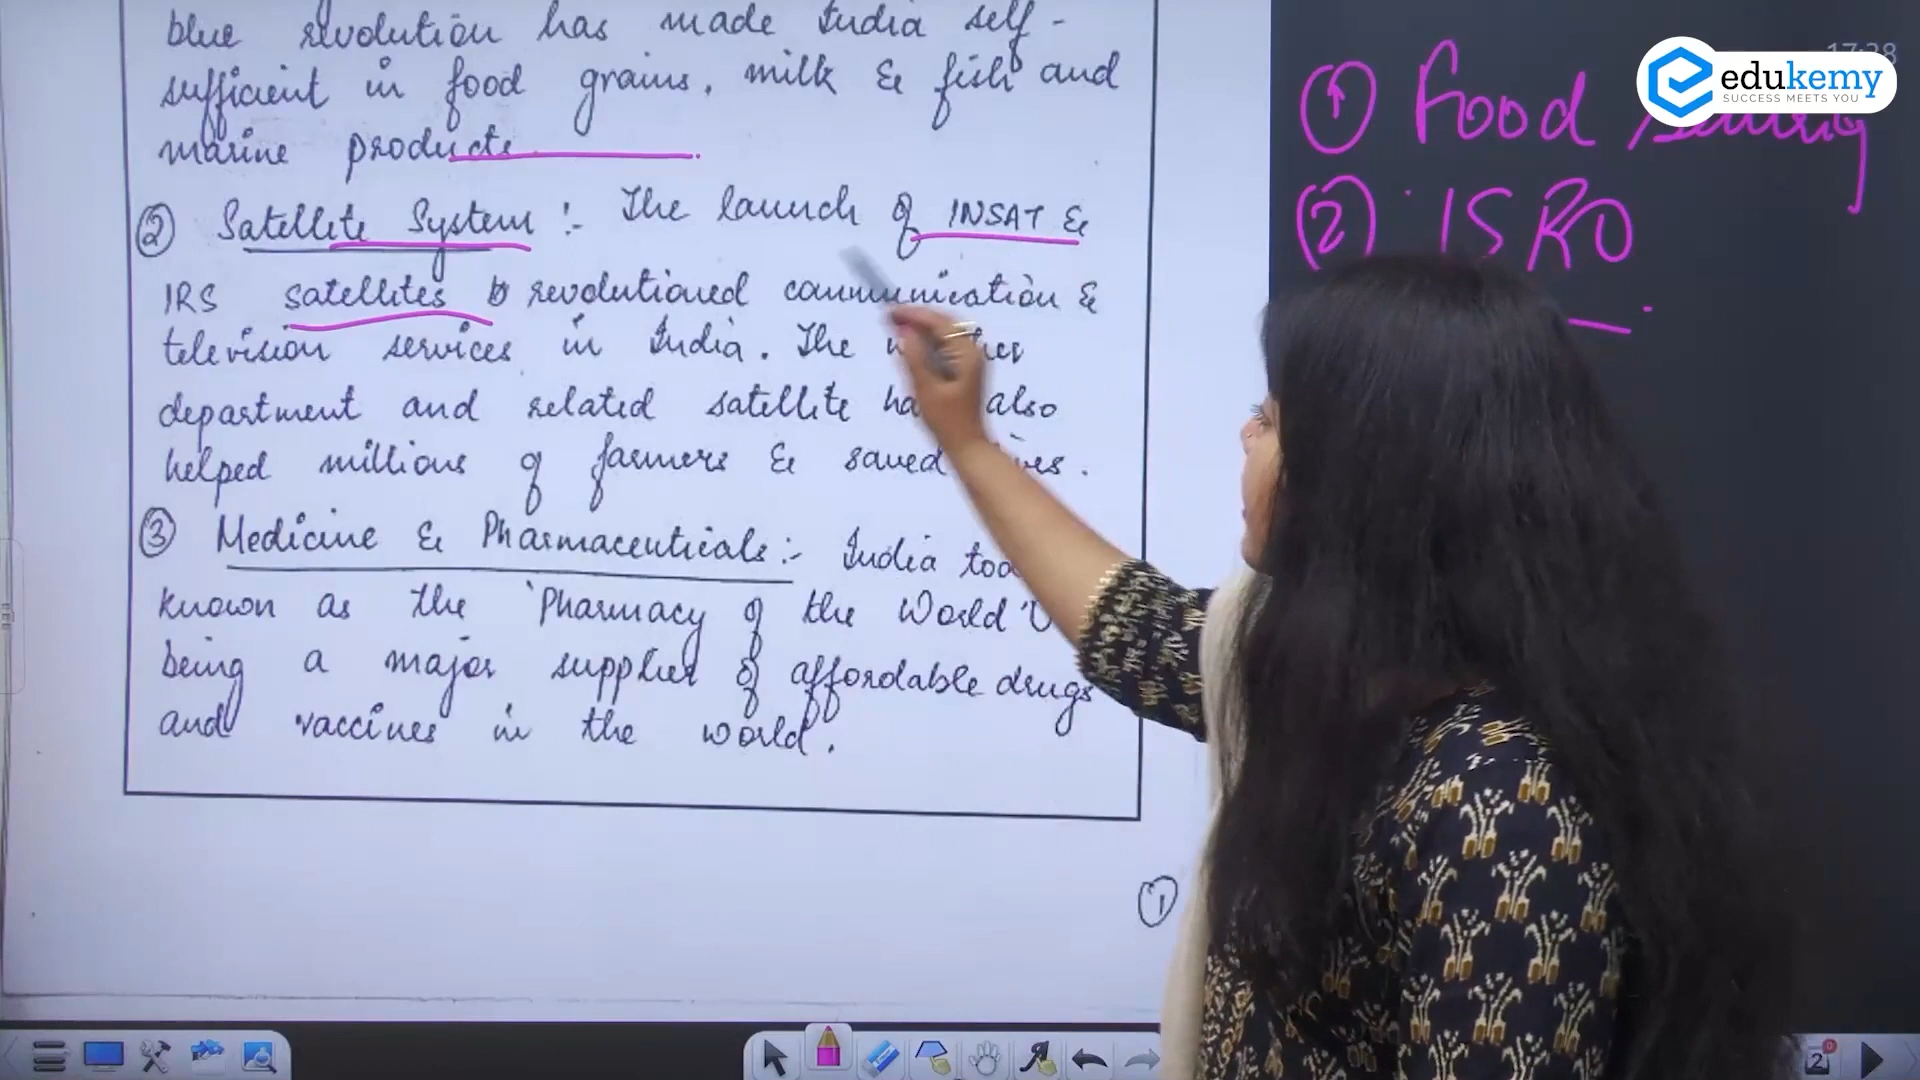 blue revolution has made India self-
sufficient in food grains, milk & fish and
marine products
② Satellite System :- The launch of INSAT &
IRS satellites revolutioned communication &
television services in India. The
department and related satellite also
helped millions of farmers & saved
③ Medicine & Pharmaceuticals :- India
known as the 'Pharmacy of the World'
being a major supplier of affordable drugs
and vaccines in the world.
①
① Food
② ISRO
17:38
edukemy
SUCCESS MEETS YOU
2